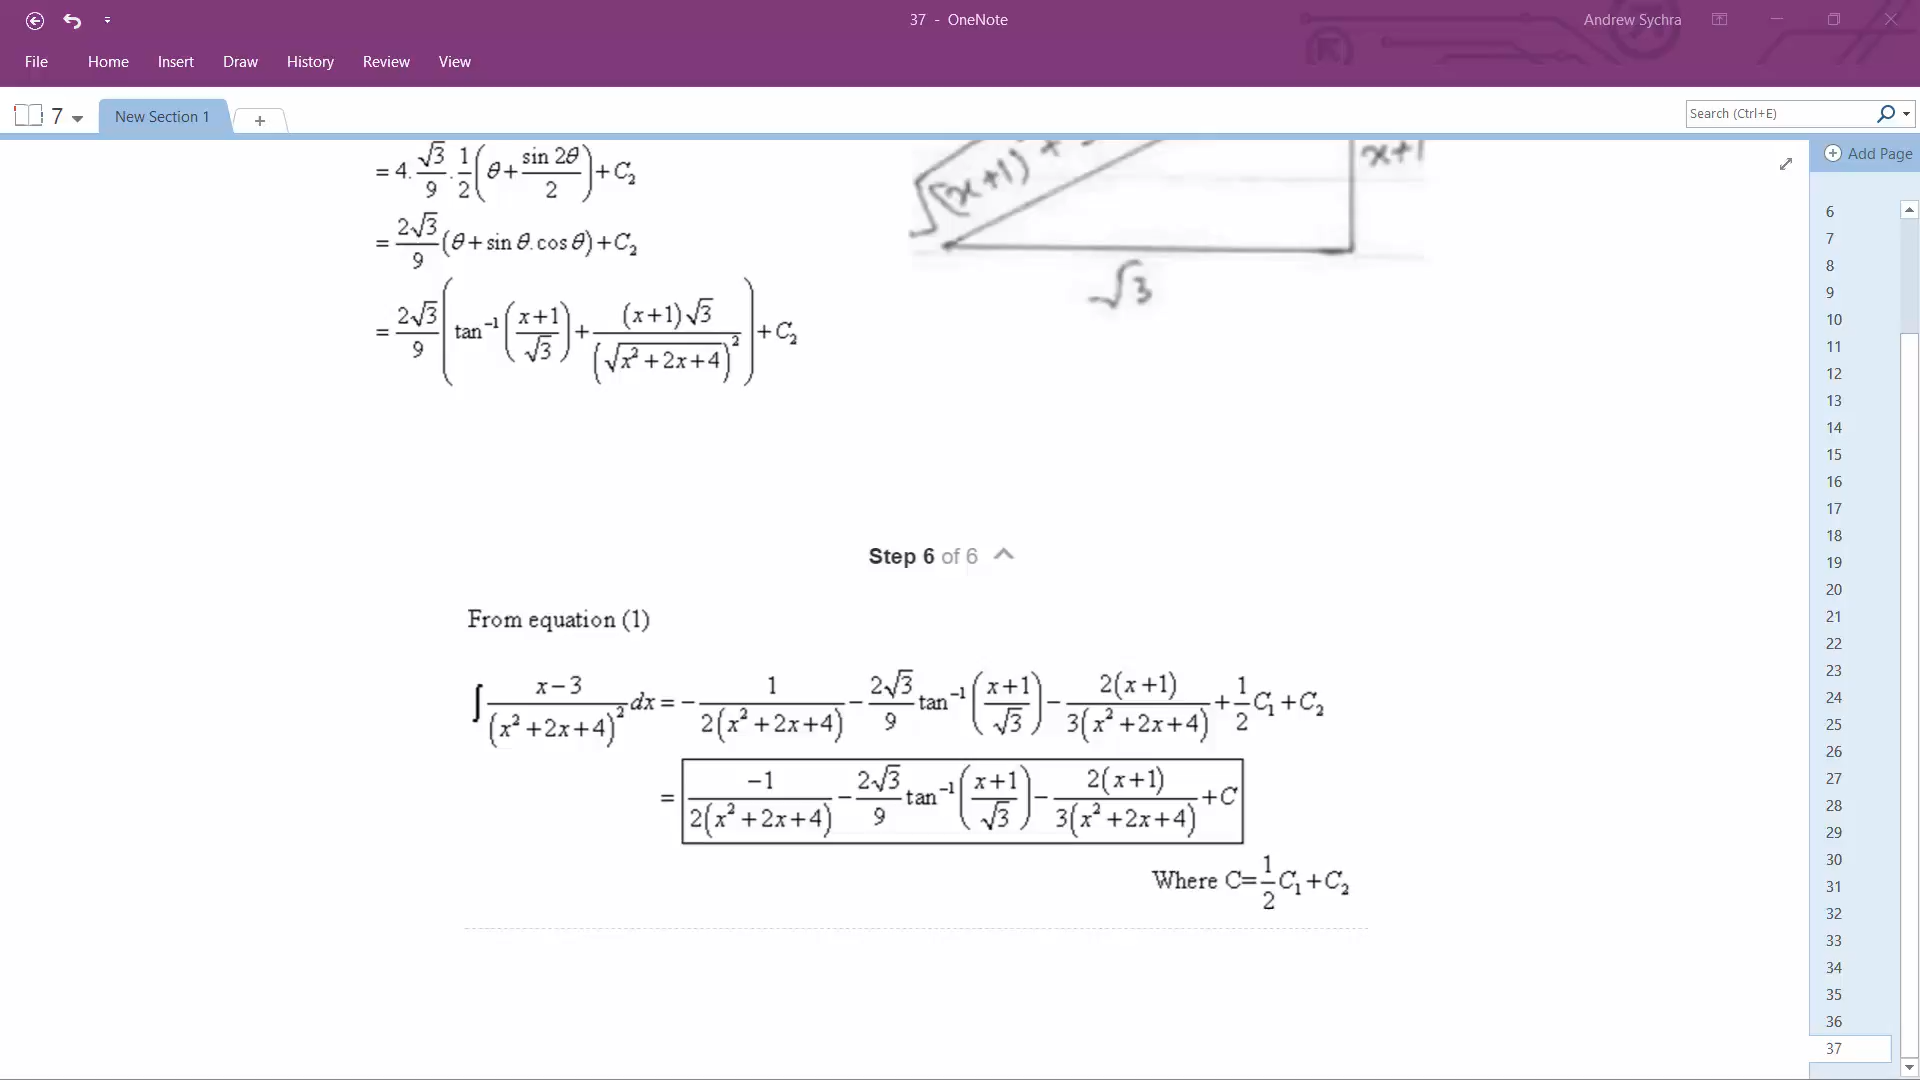 37 - OneNote
Andrew Sychra
File Home Insert Draw History Review View
7 New Section 1 +
Search (Ctrl+E)
Add Page
= 4. √3/9 . 1/2 (θ + sin 2θ/2) + C₂
= 2√3/9 (θ + sin θ. cos θ) + C₂
= 2√3/9 ( tan⁻¹((x+1)/√3) + (x+1)√3/(√(x²+2x+4))² ) + C₂
√(x+1) +
x+1
√3
Step 6 of 6
From equation (1)
∫ (x−3)/(x²+2x+4)² dx = − 1/(2(x²+2x+4)) − 2√3/9 tan⁻¹((x+1)/√3) − 2(x+1)/(3(x²+2x+4)) + 1/2 C₁ + C₂
= −1/(2(x²+2x+4)) − 2√3/9 tan⁻¹((x+1)/√3) − 2(x+1)/(3(x²+2x+4)) + C
Where C= 1/2 C₁ + C₂
6
7
8
9
10
11
12
13
14
15
16
17
18
19
20
21
22
23
24
25
26
27
28
29
30
31
32
33
34
35
36
37